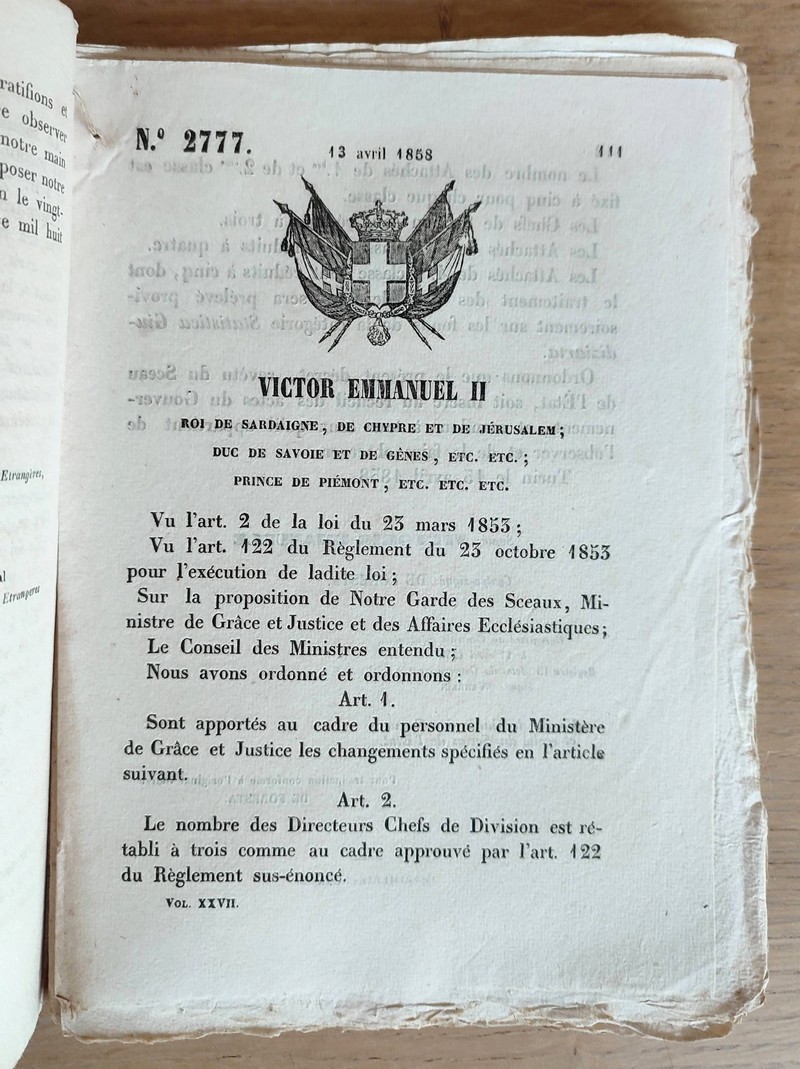 ratifions et
e observer
notre main
poser notre
n le vingt-
e mil huit
Etrangères,
Etrangères
N.º 2777.
13 avril 1858
111
VICTOR EMMANUEL II
ROI DE SARDAIGNE, DE CHYPRE ET DE JÉRUSALEM;
DUC DE SAVOIE ET DE GÈNES, ETC. ETC.;
PRINCE DE PIÉMONT, ETC. ETC. ETC.
Vu l'art. 2 de la loi du 23 mars 1853;
Vu l'art. 122 du Règlement du 23 octobre 1853
pour l'exécution de ladite loi;
Sur la proposition de Notre Garde des Sceaux, Mi-
nistre de Grâce et Justice et des Affaires Ecclésiastiques;
Le Conseil des Ministres entendu;
Nous avons ordonné et ordonnons:
Art. 1.
Sont apportés au cadre du personnel du Ministère
de Grâce et Justice les changements spécifiés en l'article
suivant.
Art. 2.
Le nombre des Directeurs Chefs de Division est ré-
tabli à trois comme au cadre approuvé par l'art. 122
du Règlement sus-énoncé.
VOL. XXVII.